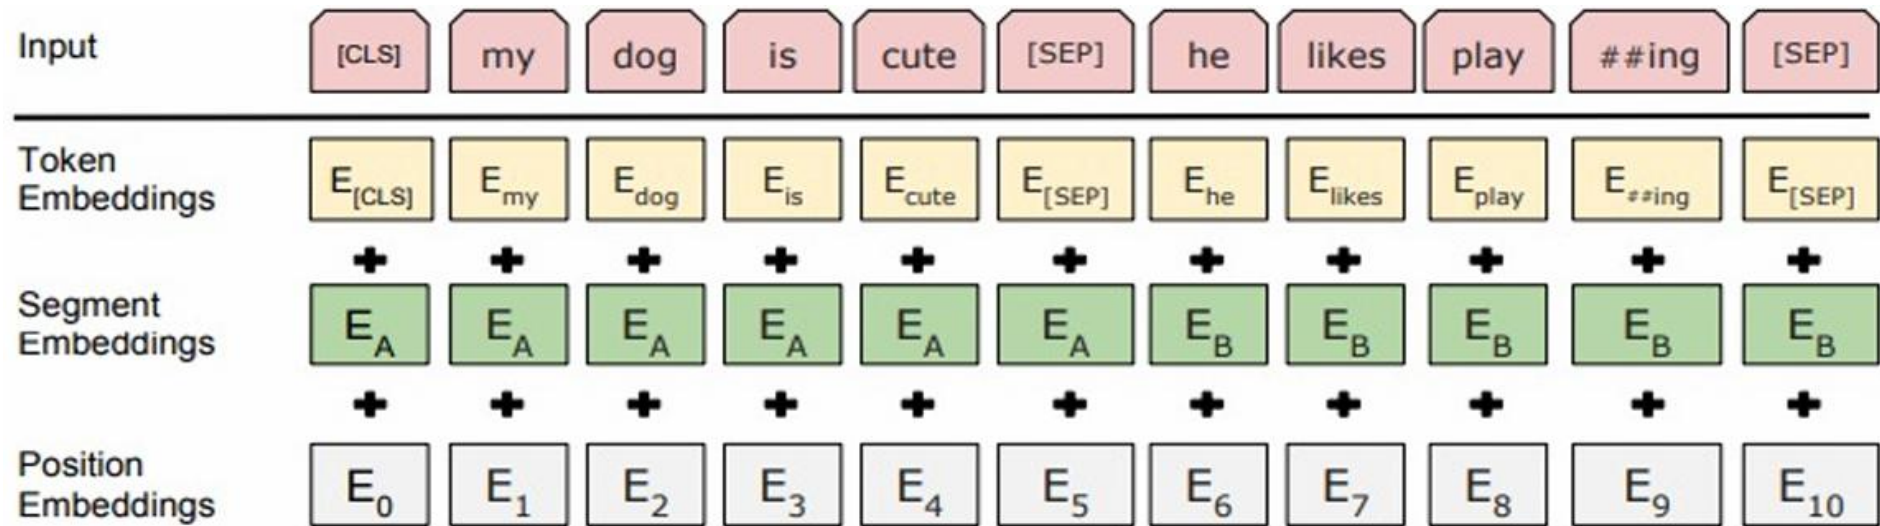 Input [CLS] my dog is cute [SEP] he likes play ##ing [SEP]
Token Embeddings E[CLS] Emy Edog Eis Ecute E[SEP] Ehe Elikes Eplay E##ing E[SEP]
+ + + + + + + + + + +
Segment Embeddings EA EA EA EA EA EA EB EB EB EB EB
+ + + + + + + + + + +
Position Embeddings E0 E1 E2 E3 E4 E5 E6 E7 E8 E9 E10